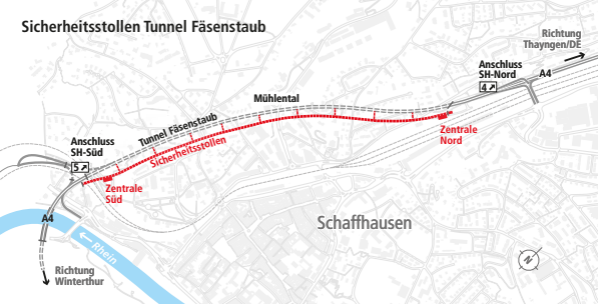 Sicherheitsstollen Tunnel Fäsenstaub
Richtung
Thayngen/DE
Anschluss
SH-Nord
4
A4
Mühlental
Tunnel Fäsenstaub
Sicherheitsstollen
Zentrale
Nord
Anschluss
SH-Süd
5
Zentrale
Süd
A4
Rhein
Schaffhausen
Richtung
Winterthur
N